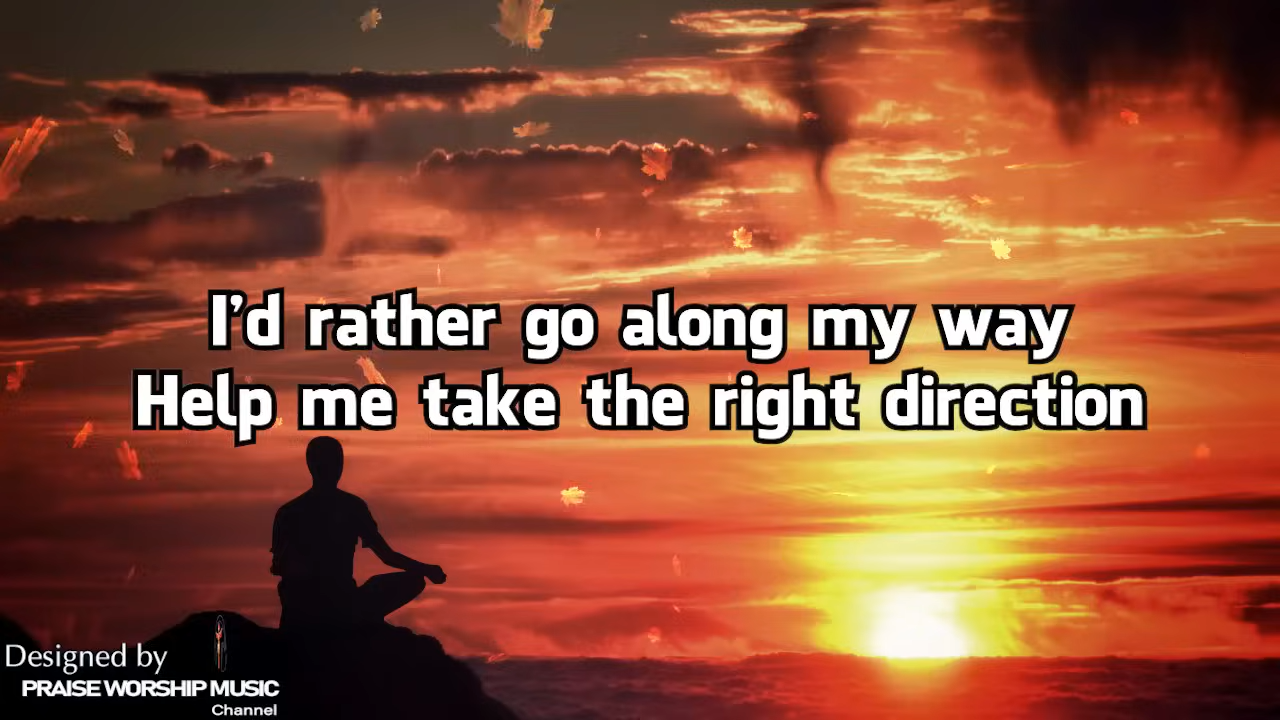 I'd rather go along my way
Help me take the right direction
Designed by
PRAISE WORSHIP MUSIC
Channel